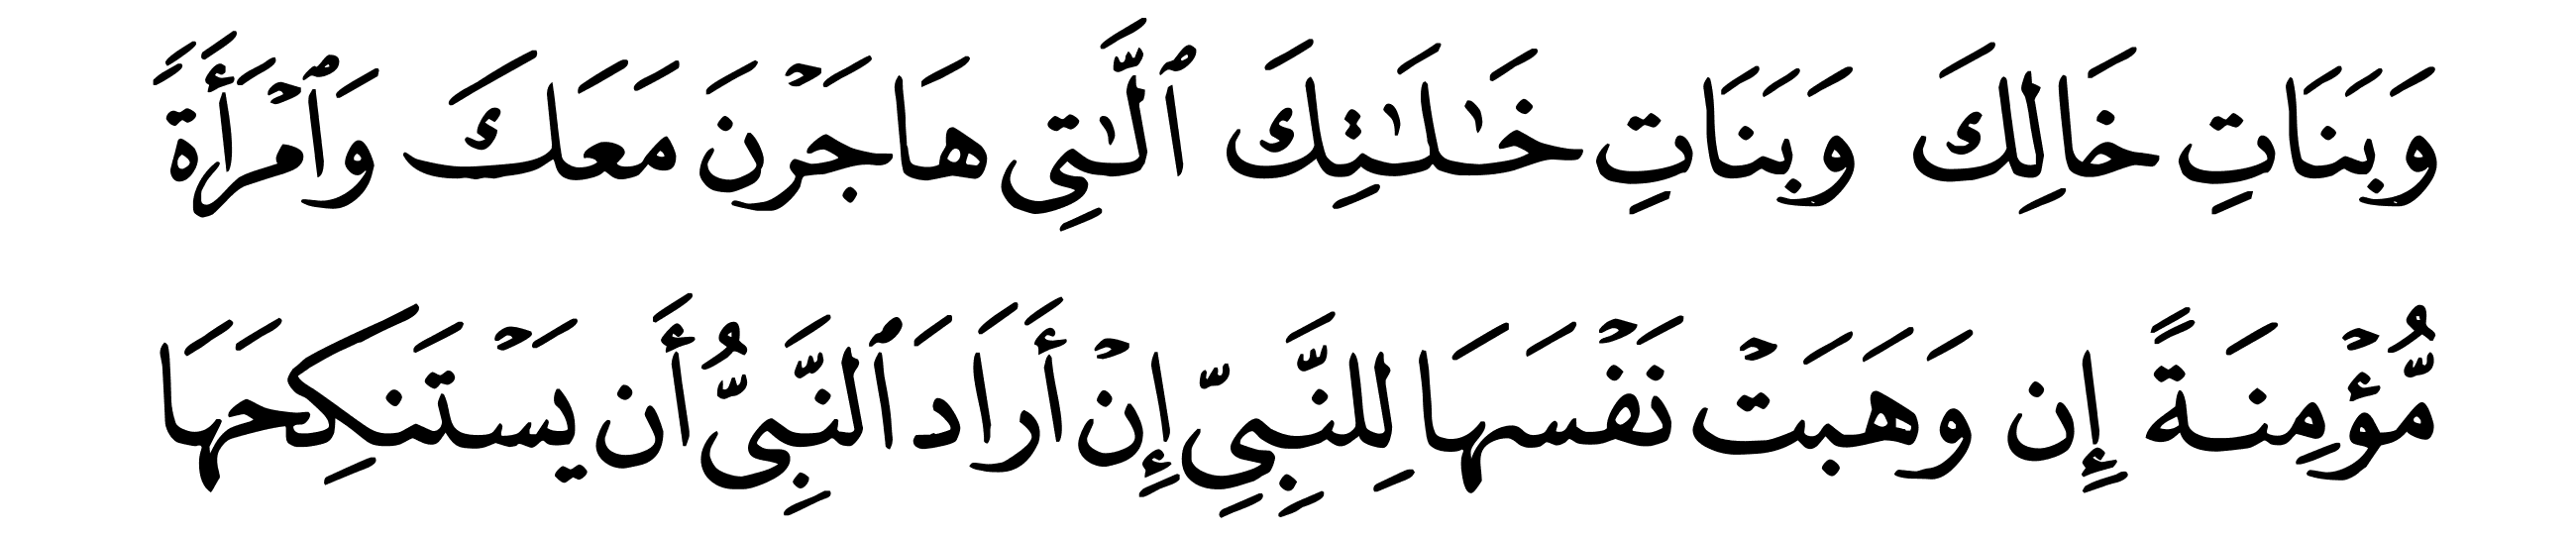 وَبَنَاتِ خَالِكَ وَبَنَاتِ خَـٰلَـٰتِكَ ٱلَّـٰتِى هَاجَرْنَ مَعَكَ وَٱمْرَأَةً
مُّؤْمِنَةً إِن وَهَبَتْ نَفْسَهَا لِلنَّبِىِّ إِنْ أَرَادَ ٱلنَّبِىُّ أَن يَسْتَنكِحَهَا